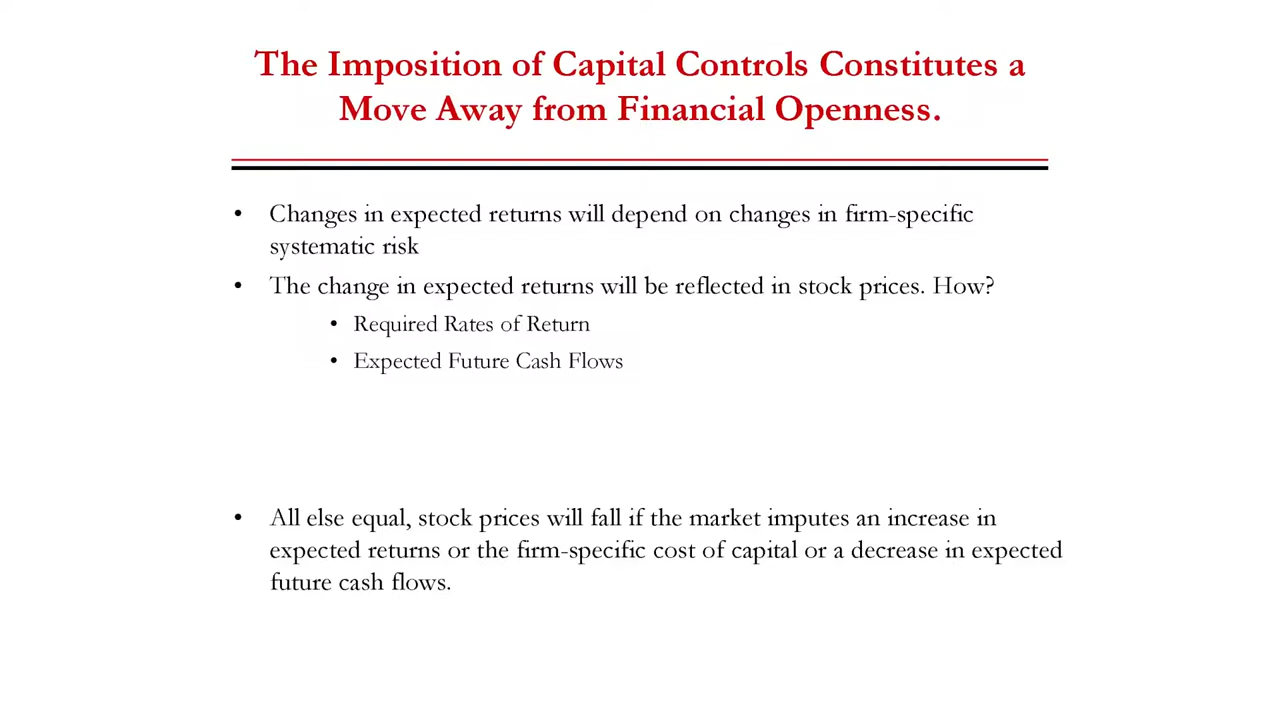 The Imposition of Capital Controls Constitutes a
Move Away from Financial Openness.
• Changes in expected returns will depend on changes in firm-specific
systematic risk
• The change in expected returns will be reflected in stock prices. How?
• Required Rates of Return
• Expected Future Cash Flows
• All else equal, stock prices will fall if the market imputes an increase in
expected returns or the firm-specific cost of capital or a decrease in expected
future cash flows.